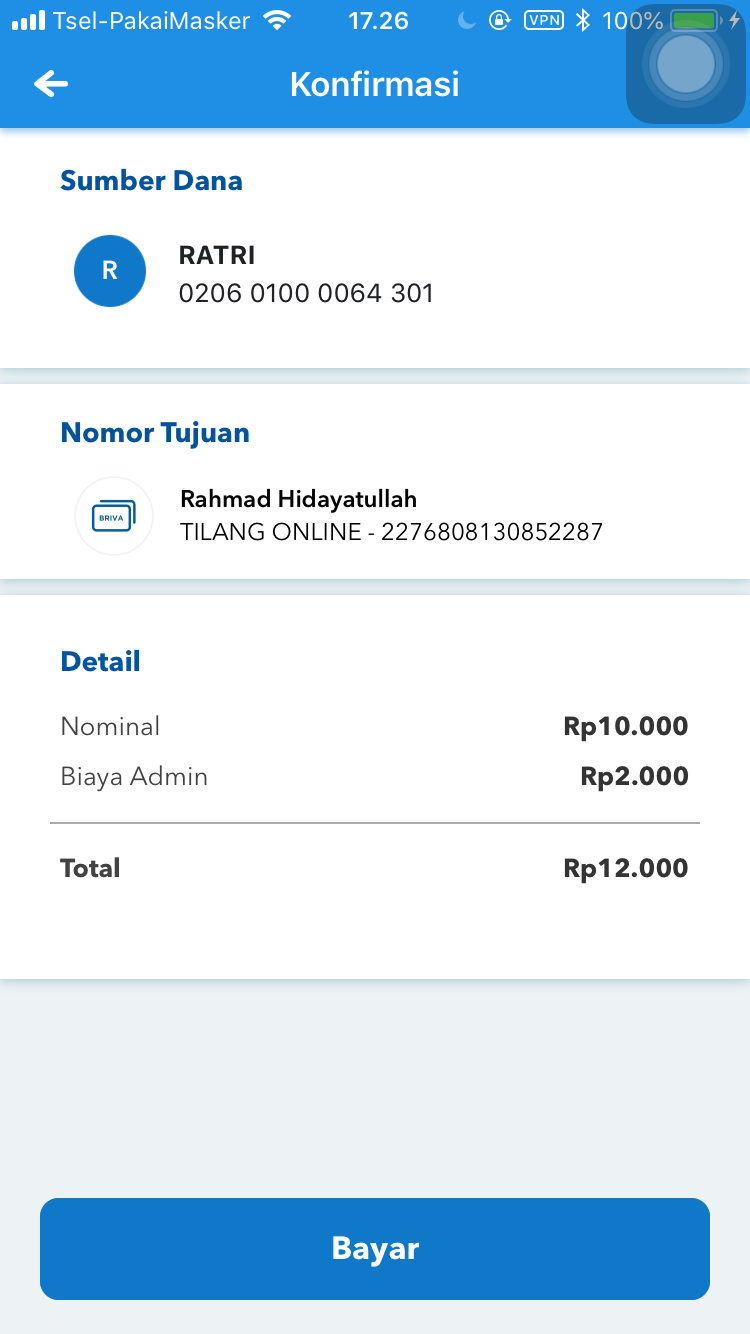 Tsel-PakaiMasker 17.26 VPN 100%
Konfirmasi
Sumber Dana
R
RATRI
0206 0100 0064 301
Nomor Tujuan
BRIVA
Rahmad Hidayatullah
TILANG ONLINE - 2276808130852287
Detail
Nominal Rp10.000
Biaya Admin Rp2.000
Total Rp12.000
Bayar